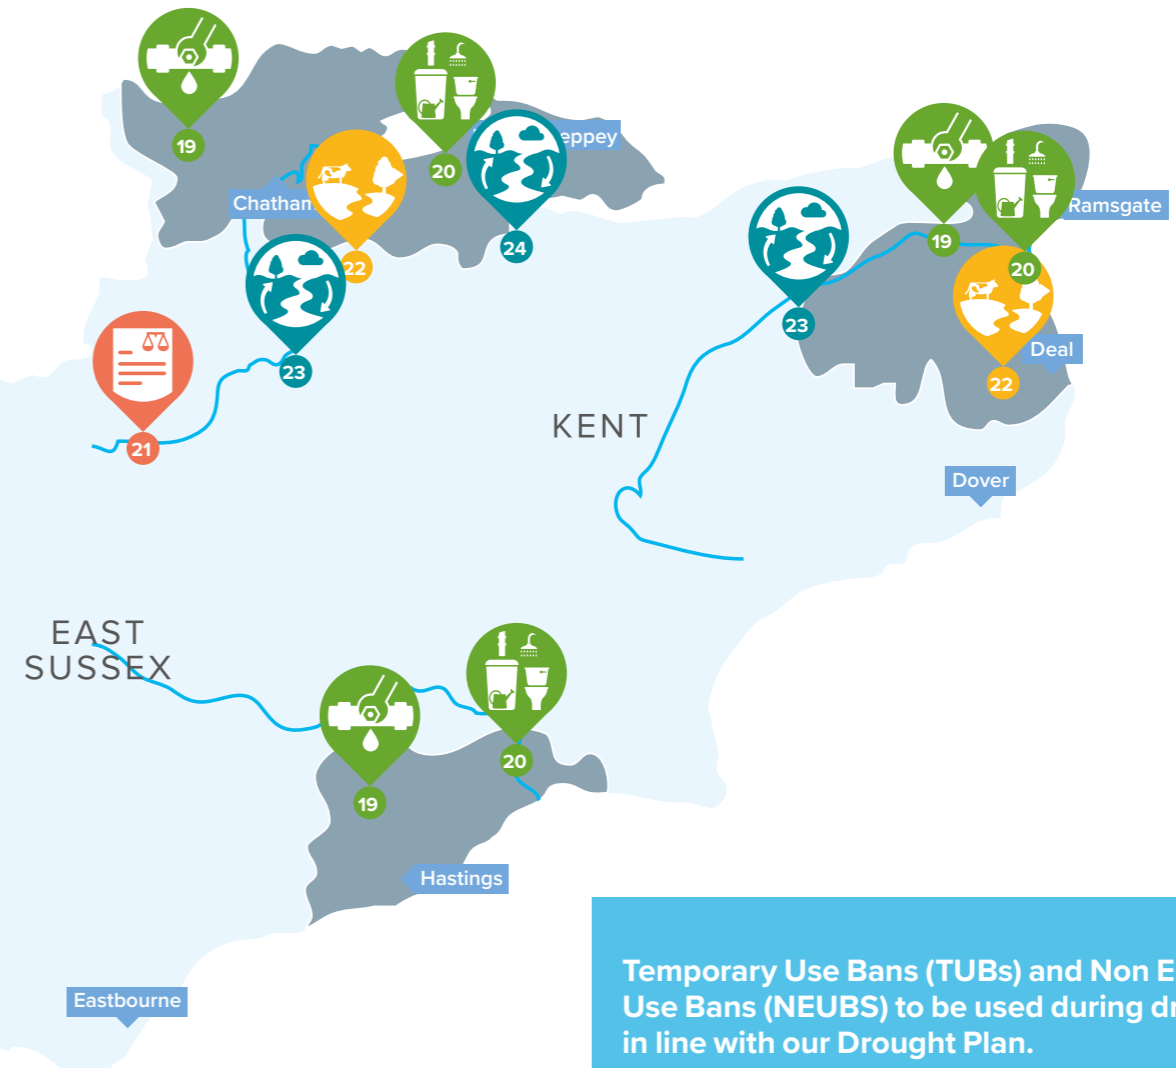 19
20
eppey
Chatham
22
24
23
21
19
20
Ramsgate
23
22
Deal
KENT
Dover
EAST
SUSSEX
19
20
Hastings
Eastbourne
Temporary Use Bans (TUBs) and Non E
Use Bans (NEUBS) to be used during dr
in line with our Drought Plan.